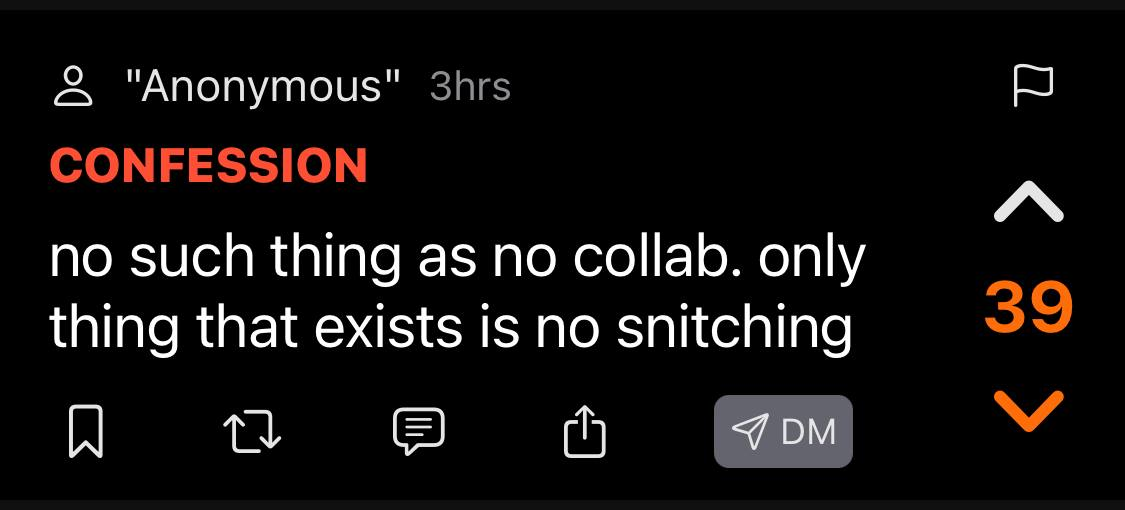 "Anonymous" 3hrs
CONFESSION
no such thing as no collab. only
thing that exists is no snitching
39
DM